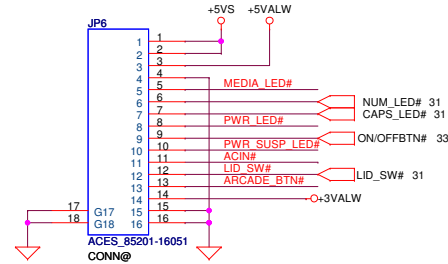 +5VS +5VALW
JP6
1 1
2 2
3 3
4 4
5 5 MEDIA_LED#
6 6 NUM_LED# 31
7 7 CAPS_LED# 31
8 8 PWR_LED#
9 9 ON/OFFBTN# 33
10 10 PWR_SUSP_LED#
11 11 ACIN#
12 12 LID_SW# LID_SW# 31
13 13 ARCADE_BTN#
14 14 +3VALW
17 G17 15 15
18 G18 16 16
ACES_85201-16051
CONN@